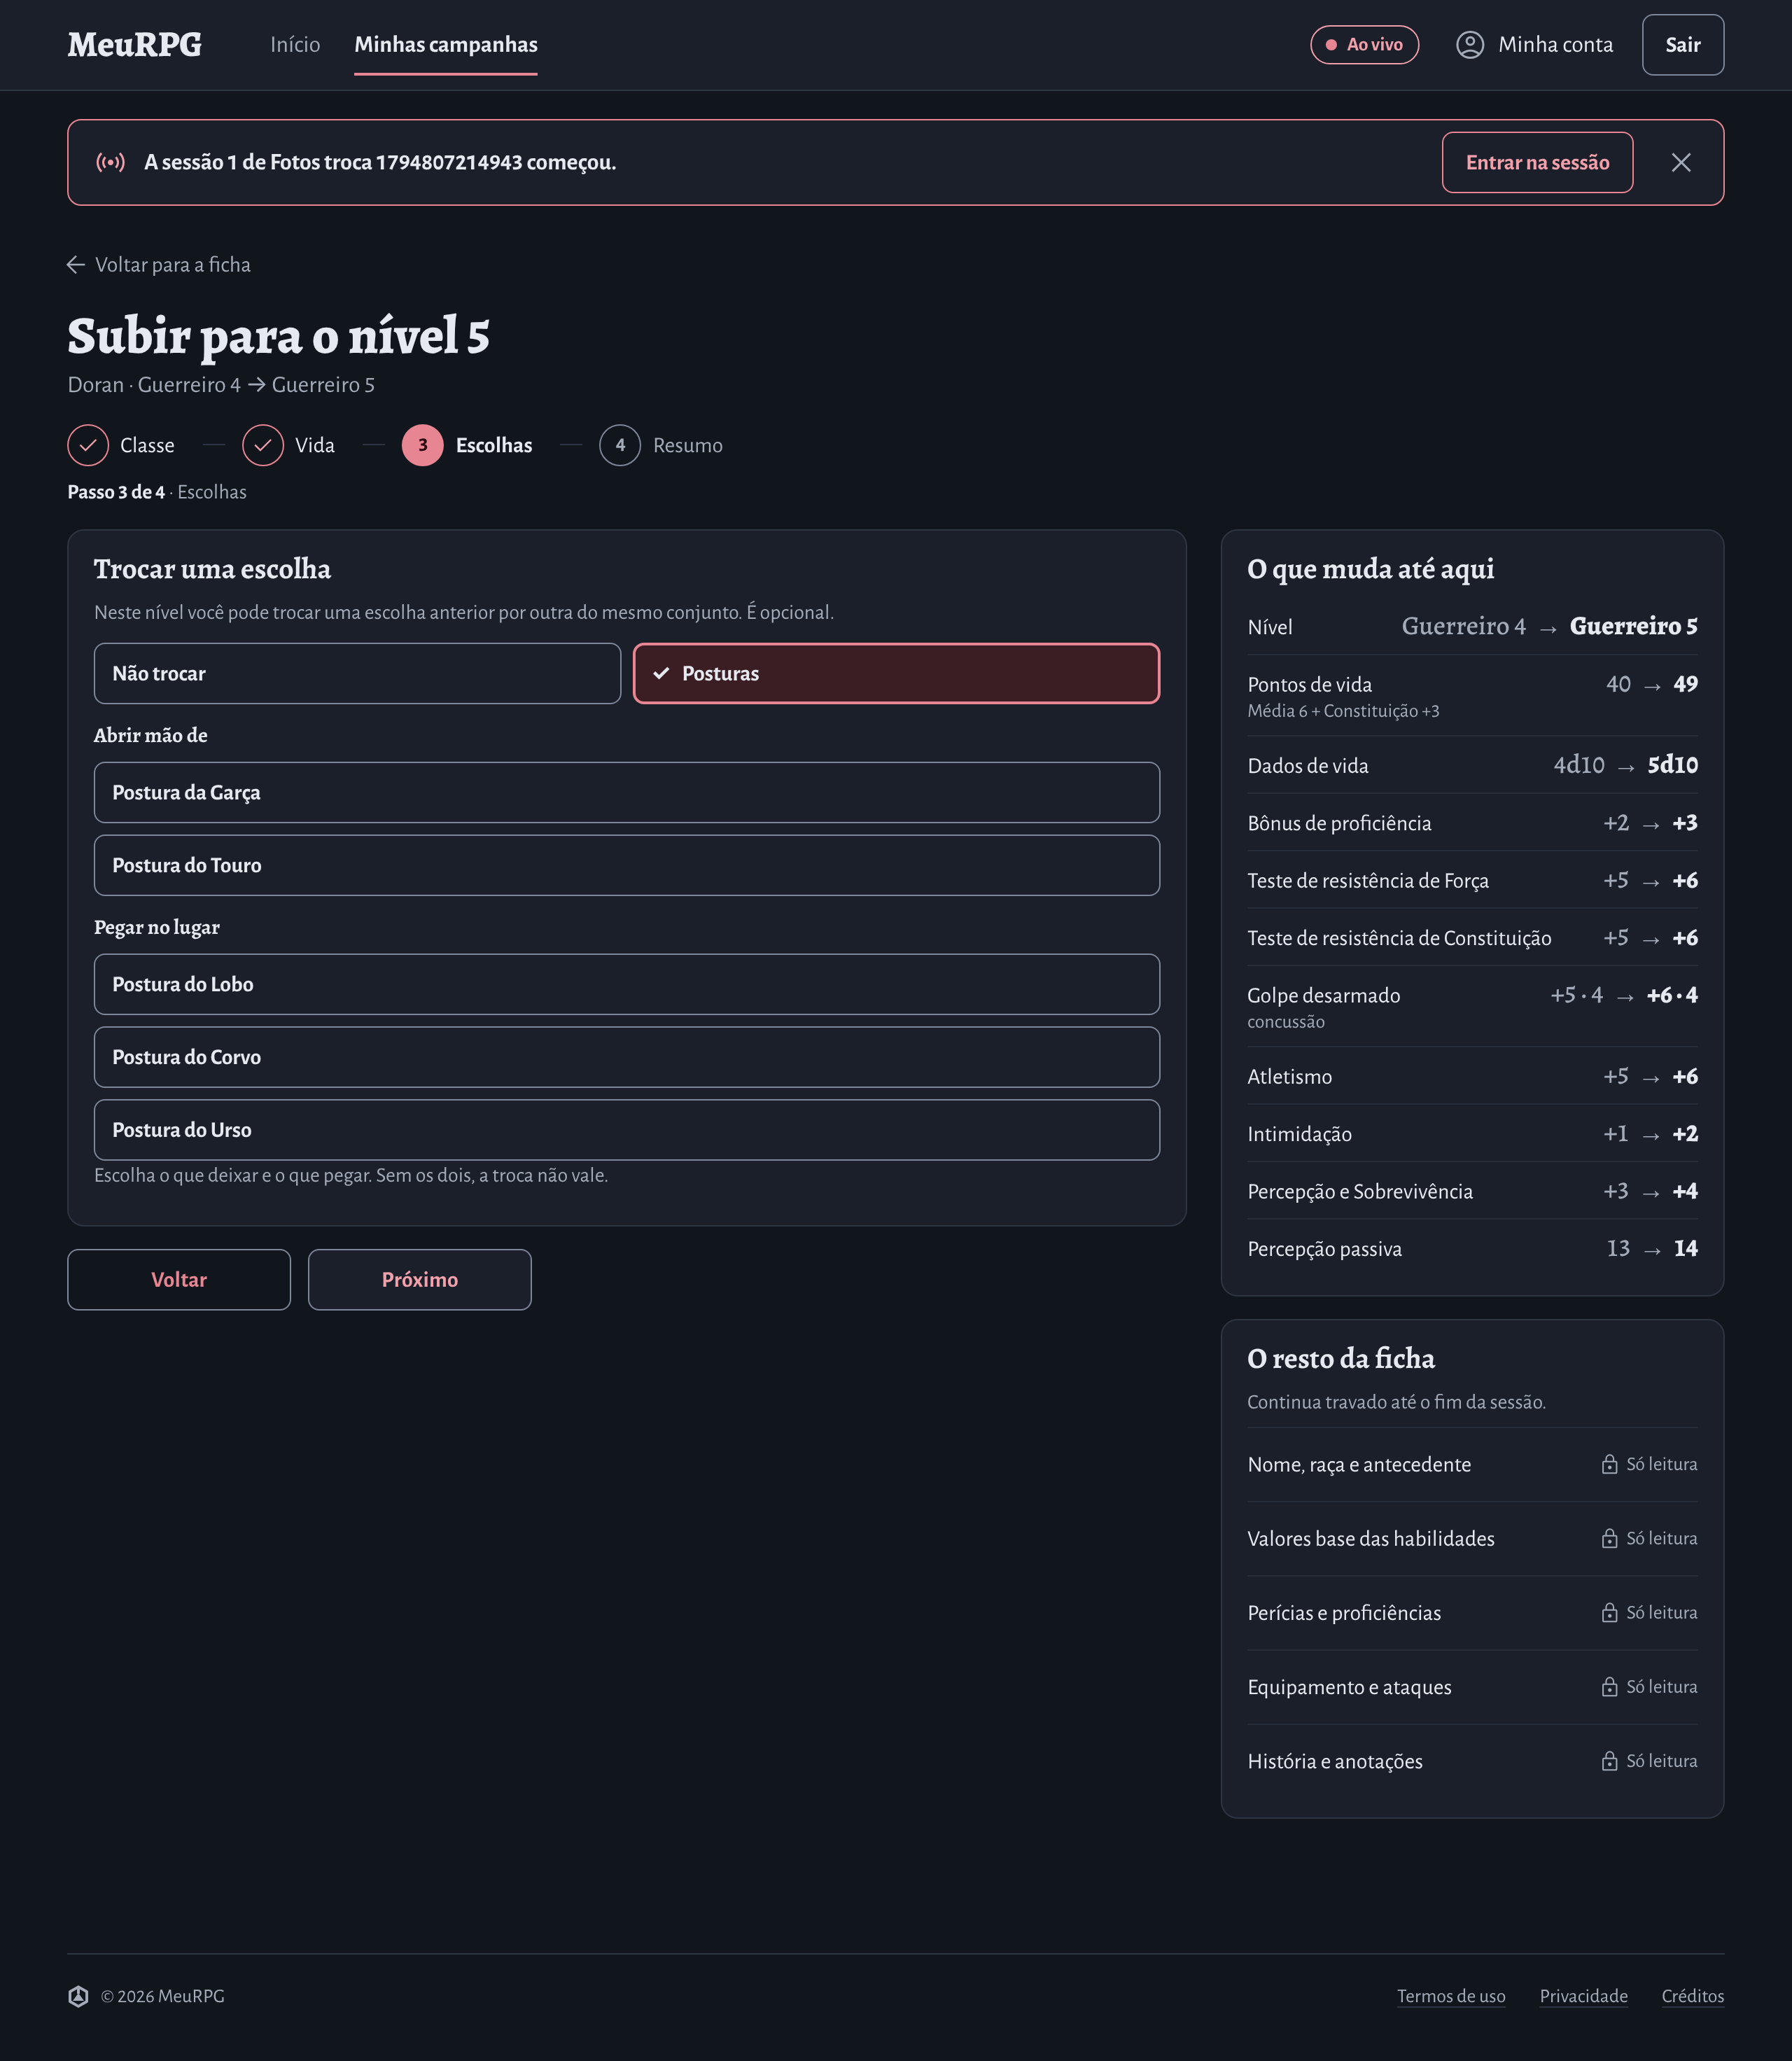 MeuRPG
Início
Minhas campanhas
Ao vivo
Minha conta
Sair
A sessão 1 de Fotos troca 1794807214943 começou.
Entrar na sessão
Voltar para a ficha
Subir para o nível 5
Doran · Guerreiro 4 → Guerreiro 5
Classe
Vida
3 Escolhas
4 Resumo
Passo 3 de 4 · Escolhas
Trocar uma escolha
Neste nível você pode trocar uma escolha anterior por outra do mesmo conjunto. É opcional.
Não trocar
Posturas
Abrir mão de
Postura da Garça
Postura do Touro
Pegar no lugar
Postura do Lobo
Postura do Corvo
Postura do Urso
Escolha o que deixar e o que pegar. Sem os dois, a troca não vale.
Voltar
Próximo
O que muda até aqui
Nível Guerreiro 4 → Guerreiro 5
Pontos de vida 40 → 49
Média 6 + Constituição +3
Dados de vida 4d10 → 5d10
Bônus de proficiência +2 → +3
Teste de resistência de Força +5 → +6
Teste de resistência de Constituição +5 → +6
Golpe desarmado +5 · 4 → +6 · 4
concussão
Atletismo +5 → +6
Intimidação +1 → +2
Percepção e Sobrevivência +3 → +4
Percepção passiva 13 → 14
O resto da ficha
Continua travado até o fim da sessão.
Nome, raça e antecedente Só leitura
Valores base das habilidades Só leitura
Perícias e proficiências Só leitura
Equipamento e ataques Só leitura
História e anotações Só leitura
© 2026 MeuRPG
Termos de uso
Privacidade
Créditos